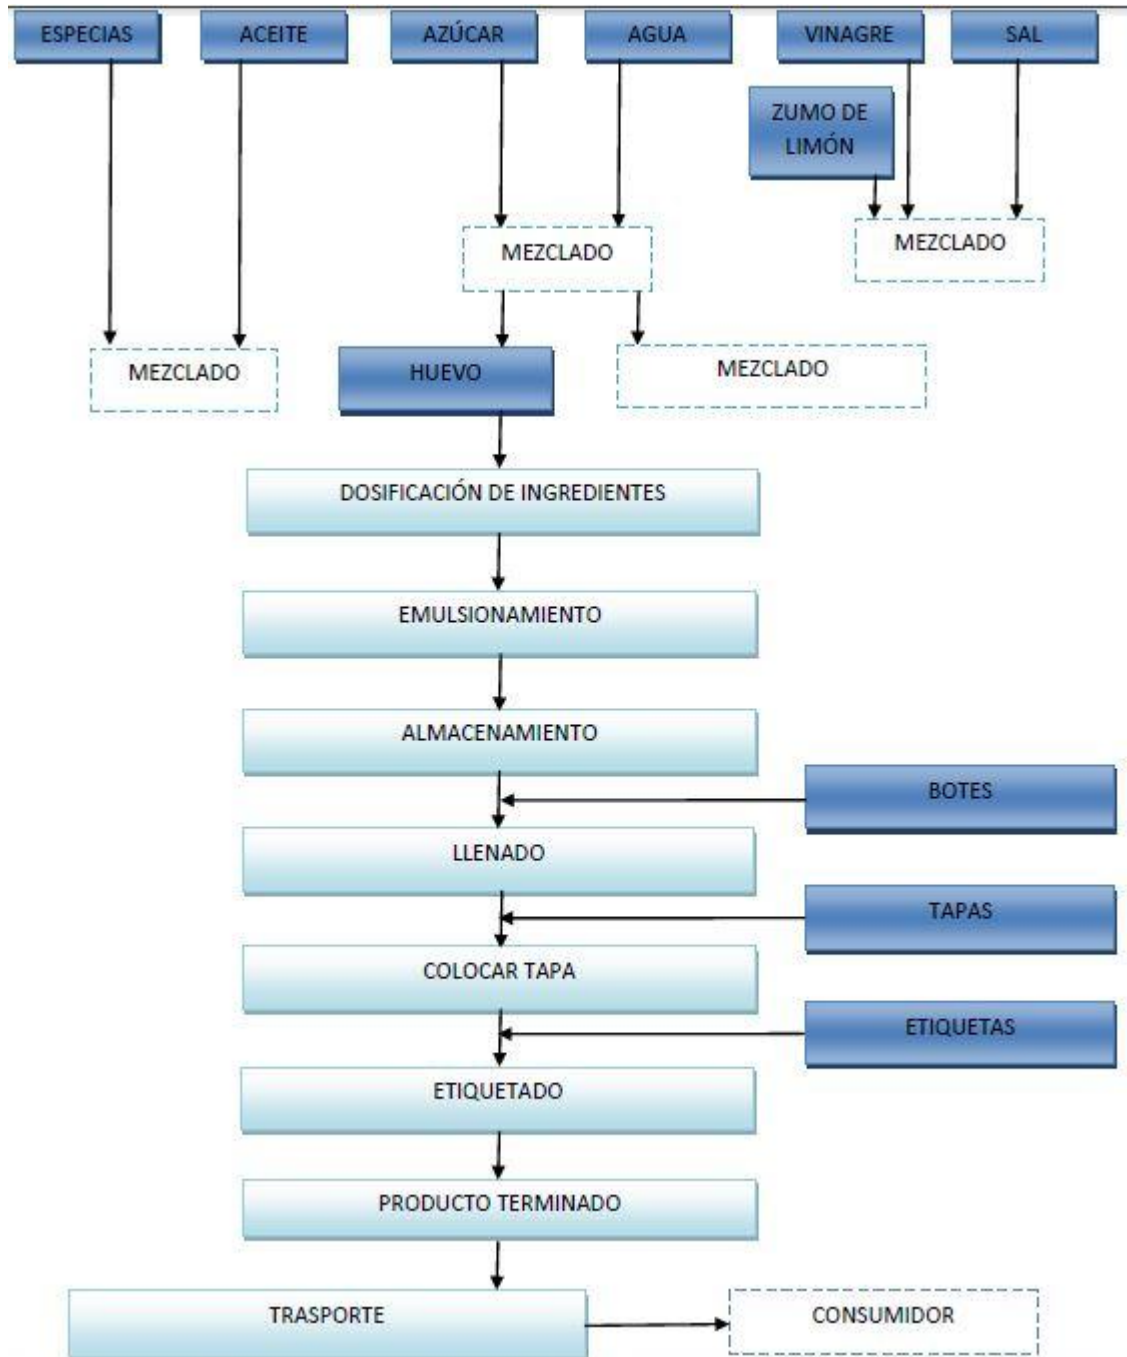 ESPECIAS
ACEITE
AZÚCAR
AGUA
VINAGRE
SAL
ZUMO DE
LIMÓN
MEZCLADO
MEZCLADO
MEZCLADO
HUEVO
MEZCLADO
DOSIFICACIÓN DE INGREDIENTES
EMULSIONAMIENTO
ALMACENAMIENTO
BOTES
LLENADO
TAPAS
COLOCAR TAPA
ETIQUETAS
ETIQUETADO
PRODUCTO TERMINADO
TRASPORTE
CONSUMIDOR